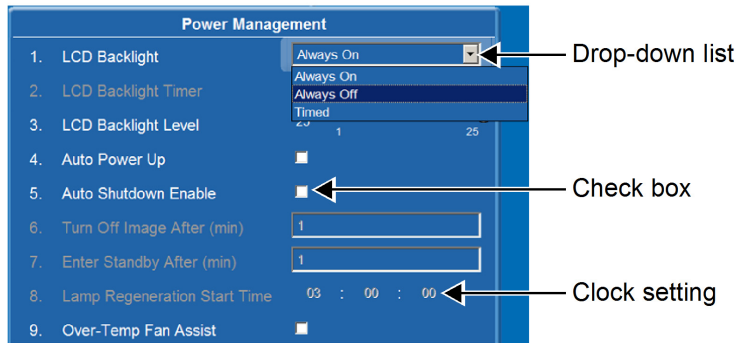 Power Management
1. LCD Backlight Always On Drop-down list
Always On
2. LCD Backlight Timer Always Off
Timed
3. LCD Backlight Level 25 1 25
4. Auto Power Up
5. Auto Shutdown Enable Check box
6. Turn Off Image After (min) 1
7. Enter Standby After (min) 1
8. Lamp Regeneration Start Time 03 : 00 : 00 Clock setting
9. Over-Temp Fan Assist